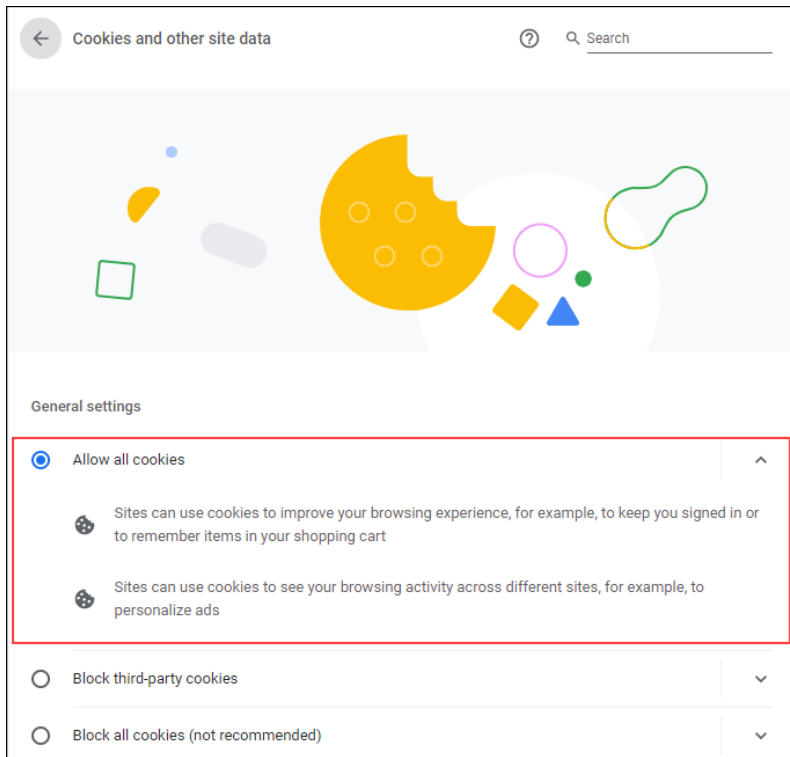 Cookies and other site data
Search
General settings
Allow all cookies
Sites can use cookies to improve your browsing experience, for example, to keep you signed in or
to remember items in your shopping cart
Sites can use cookies to see your browsing activity across different sites, for example, to
personalize ads
Block third-party cookies
Block all cookies (not recommended)